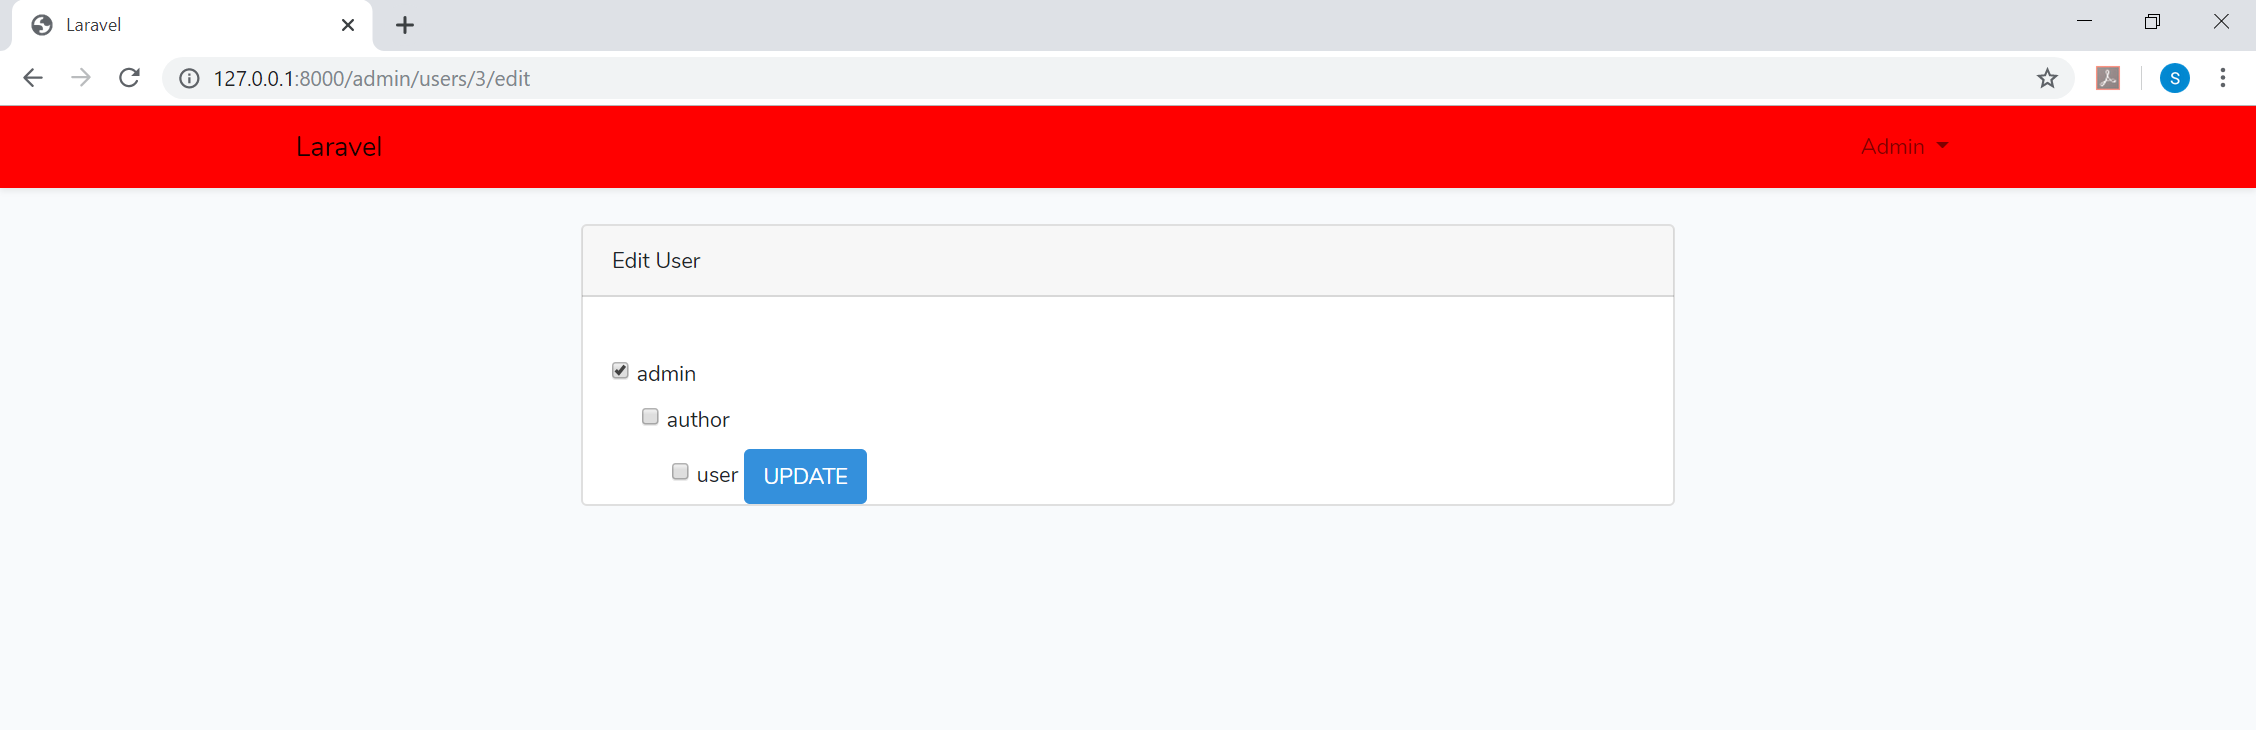 Laravel
127.0.0.1:8000/admin/users/3/edit
S
Laravel
Admin
Edit User
admin
author
user UPDATE